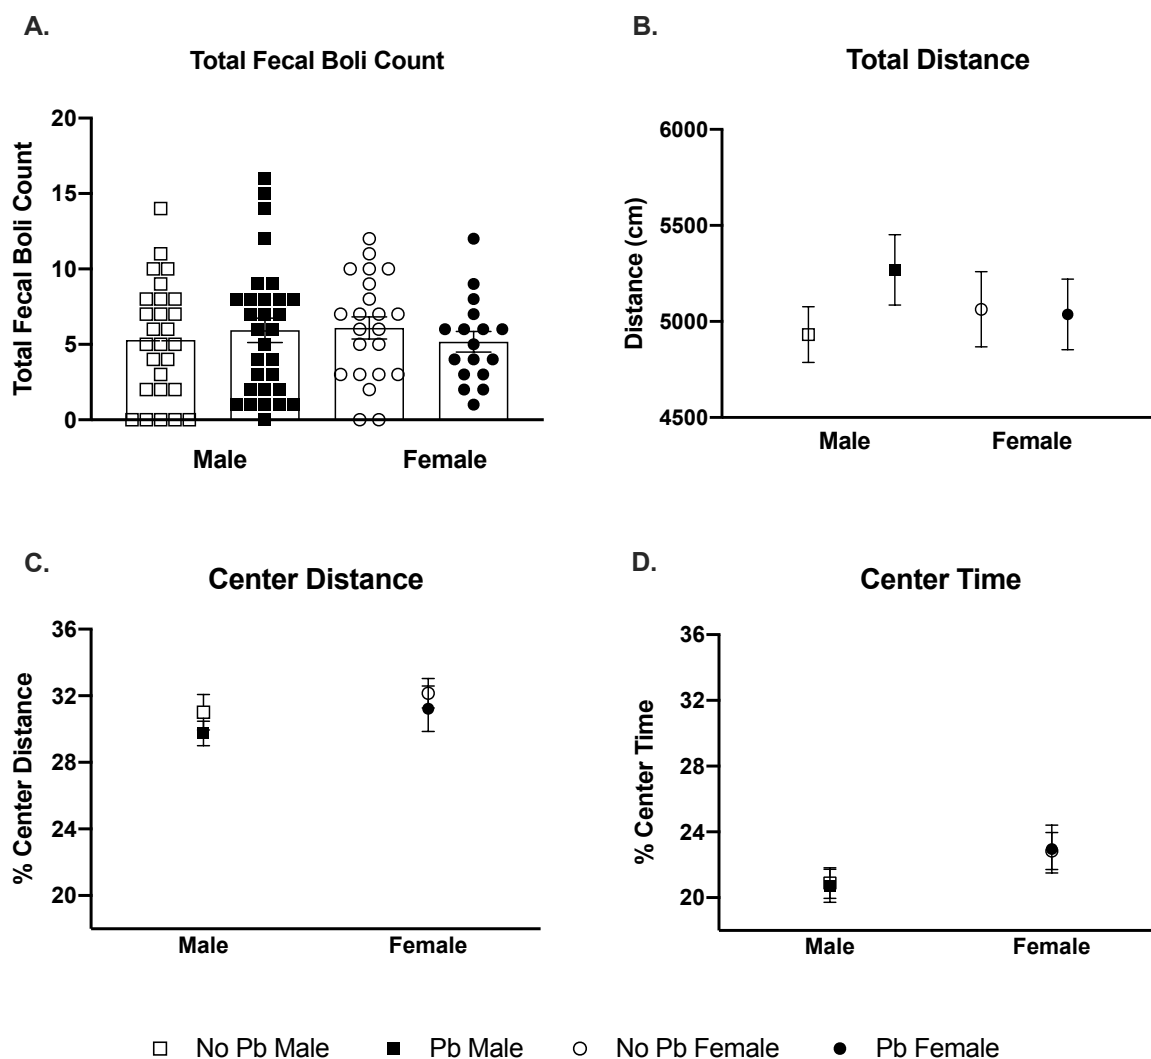 A.
Total Fecal Boli Count
Total Fecal Boli Count
20
15
10
5
0
Male Female
B.
Total Distance
Distance (cm)
6000
5500
5000
4500
Male Female
C.
Center Distance
% Center Distance
36
32
28
24
20
Male Female
D.
Center Time
% Center Time
36
32
28
24
20
Male Female
No Pb Male Pb Male No Pb Female Pb Female